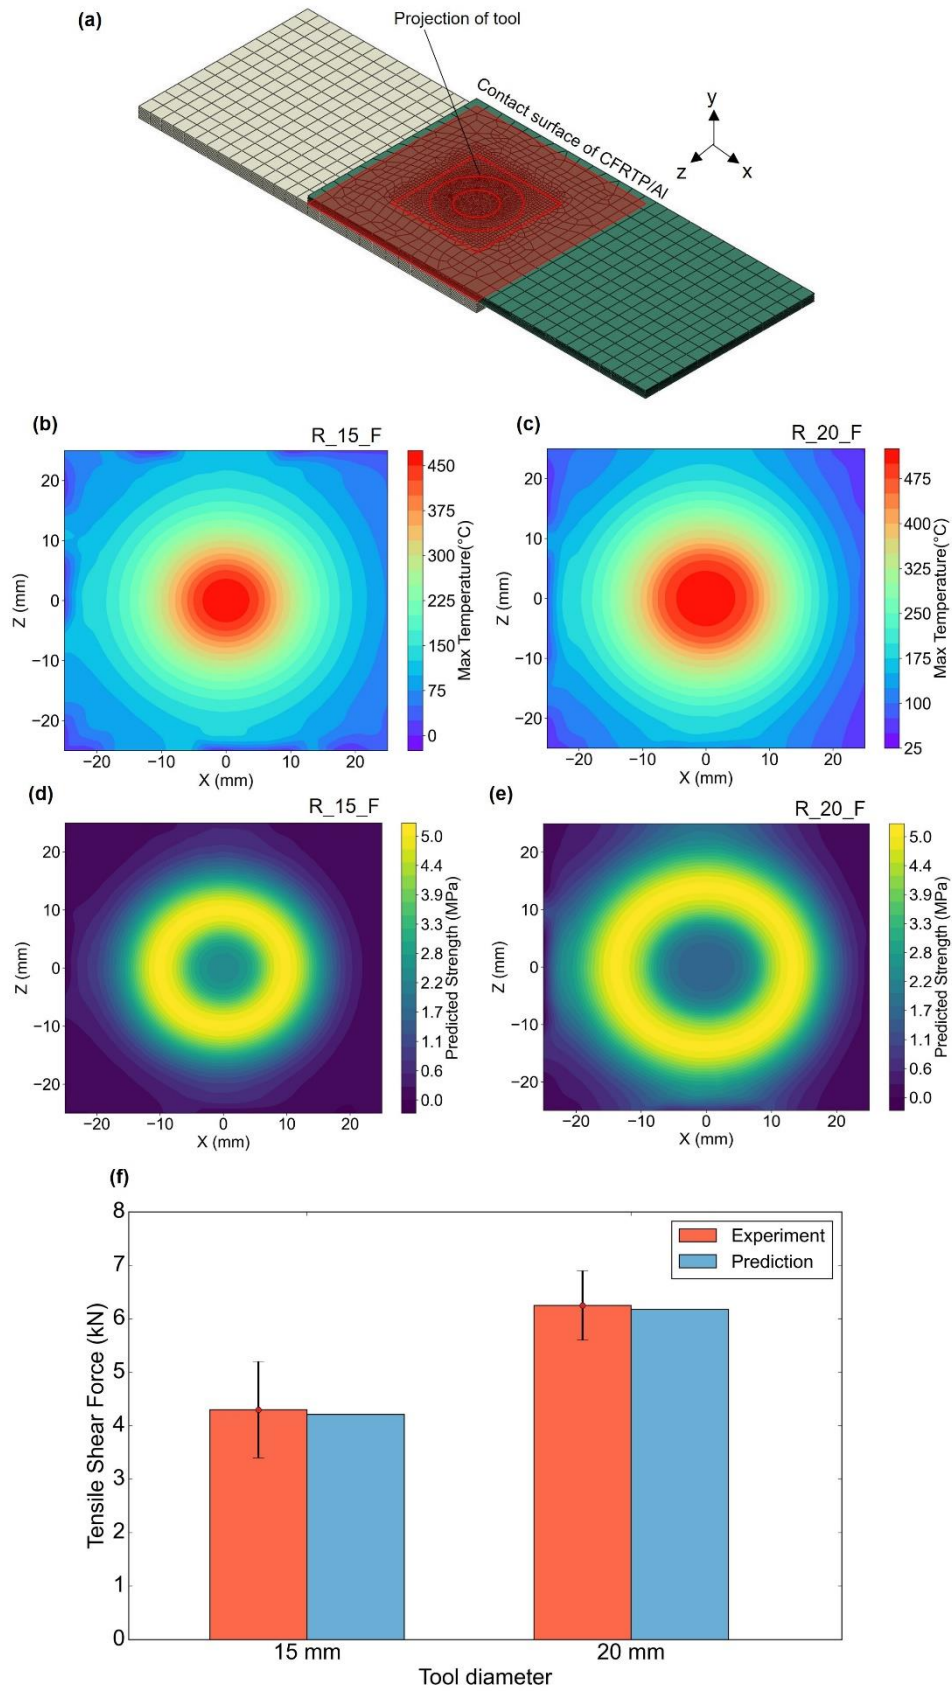 (a)
Projection of tool
Contact surface of CFRTP/Al
y
z
x
(b)
R_15_F
20
10
0
−10
−20
Z (mm)
−20
−10
0
10
20
X (mm)
450
375
300
225
150
75
0
Max Temperature(°C)
(c)
R_20_F
20
10
0
−10
−20
Z (mm)
−20
−10
0
10
20
X (mm)
475
400
325
250
175
100
25
Max Temperature(°C)
(d)
R_15_F
20
10
0
−10
−20
Z (mm)
−20
−10
0
10
20
X (mm)
5.0
4.4
3.9
3.3
2.8
2.2
1.7
1.1
0.6
0.0
Predicted Strength (MPa)
(e)
R_20_F
20
10
0
−10
−20
Z (mm)
−20
−10
0
10
20
X (mm)
5.0
4.4
3.9
3.3
2.8
2.2
1.7
1.1
0.6
0.0
Predicted Strength (MPa)
(f)
8
7
6
5
4
3
2
1
0
Tensile Shear Force (kN)
Experiment
Prediction
15 mm
20 mm
Tool diameter